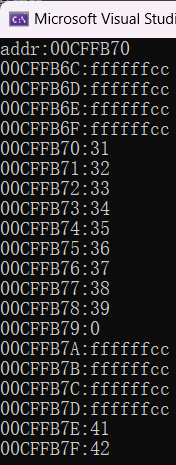 Microsoft Visual Studi
addr:00CFFB70
00CFFB6C:ffffffcc
00CFFB6D:ffffffcc
00CFFB6E:ffffffcc
00CFFB6F:ffffffcc
00CFFB70:31
00CFFB71:32
00CFFB72:33
00CFFB73:34
00CFFB74:35
00CFFB75:36
00CFFB76:37
00CFFB77:38
00CFFB78:39
00CFFB79:0
00CFFB7A:ffffffcc
00CFFB7B:ffffffcc
00CFFB7C:ffffffcc
00CFFB7D:ffffffcc
00CFFB7E:41
00CFFB7F:42